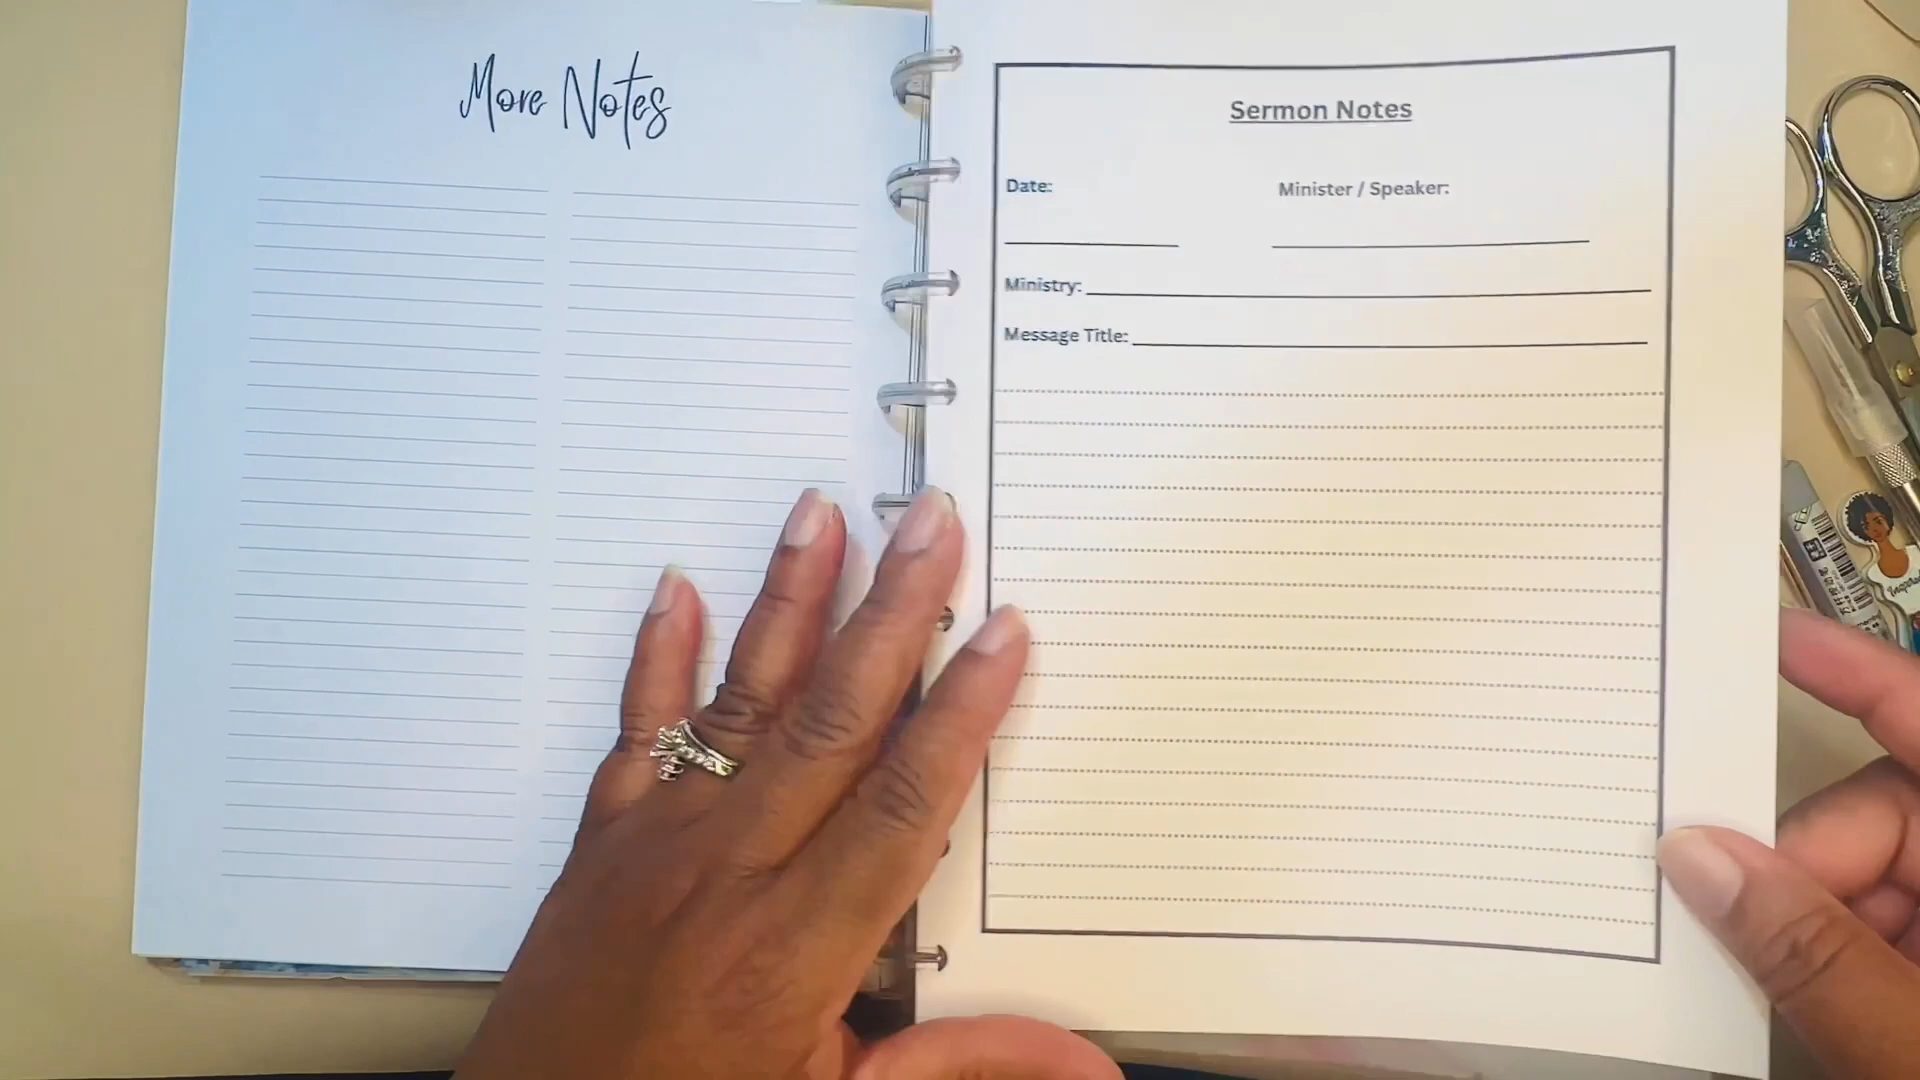 More Notes
Sermon Notes
Date:
Minister / Speaker:
Ministry:
Message Title: